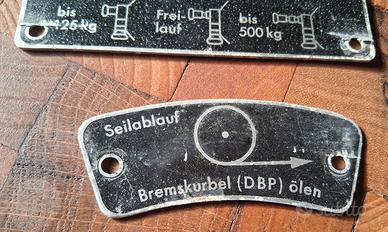 bis Frei- bis
125 kg lauf 500 kg
Seilablauf
Bremskurbel (DBP) ölen